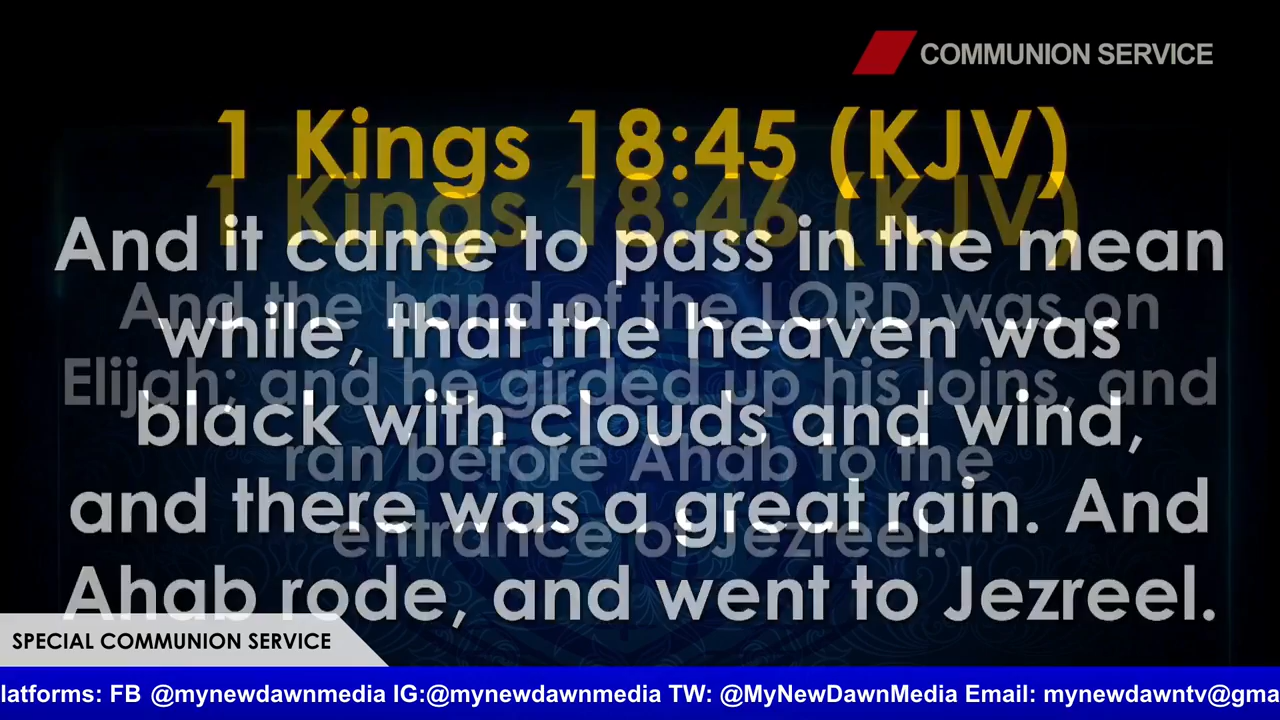 COMMUNION SERVICE
1 Kings 18:45 (KJV)
And it came to pass in the mean
while, that the heaven was
black with clouds and wind,
and there was a great rain. And
Ahab rode, and went to Jezreel.
1 Kings 18:46 (KJV)
And the hand of the LORD was on
Elijah; and he girded up his loins, and
ran before Ahab to the
entrance of Jezreel.
SPECIAL COMMUNION SERVICE
latforms: FB @mynewdawnmedia IG:@mynewdawnmedia TW: @MyNewDawnMedia Email: mynewdawntv@gma